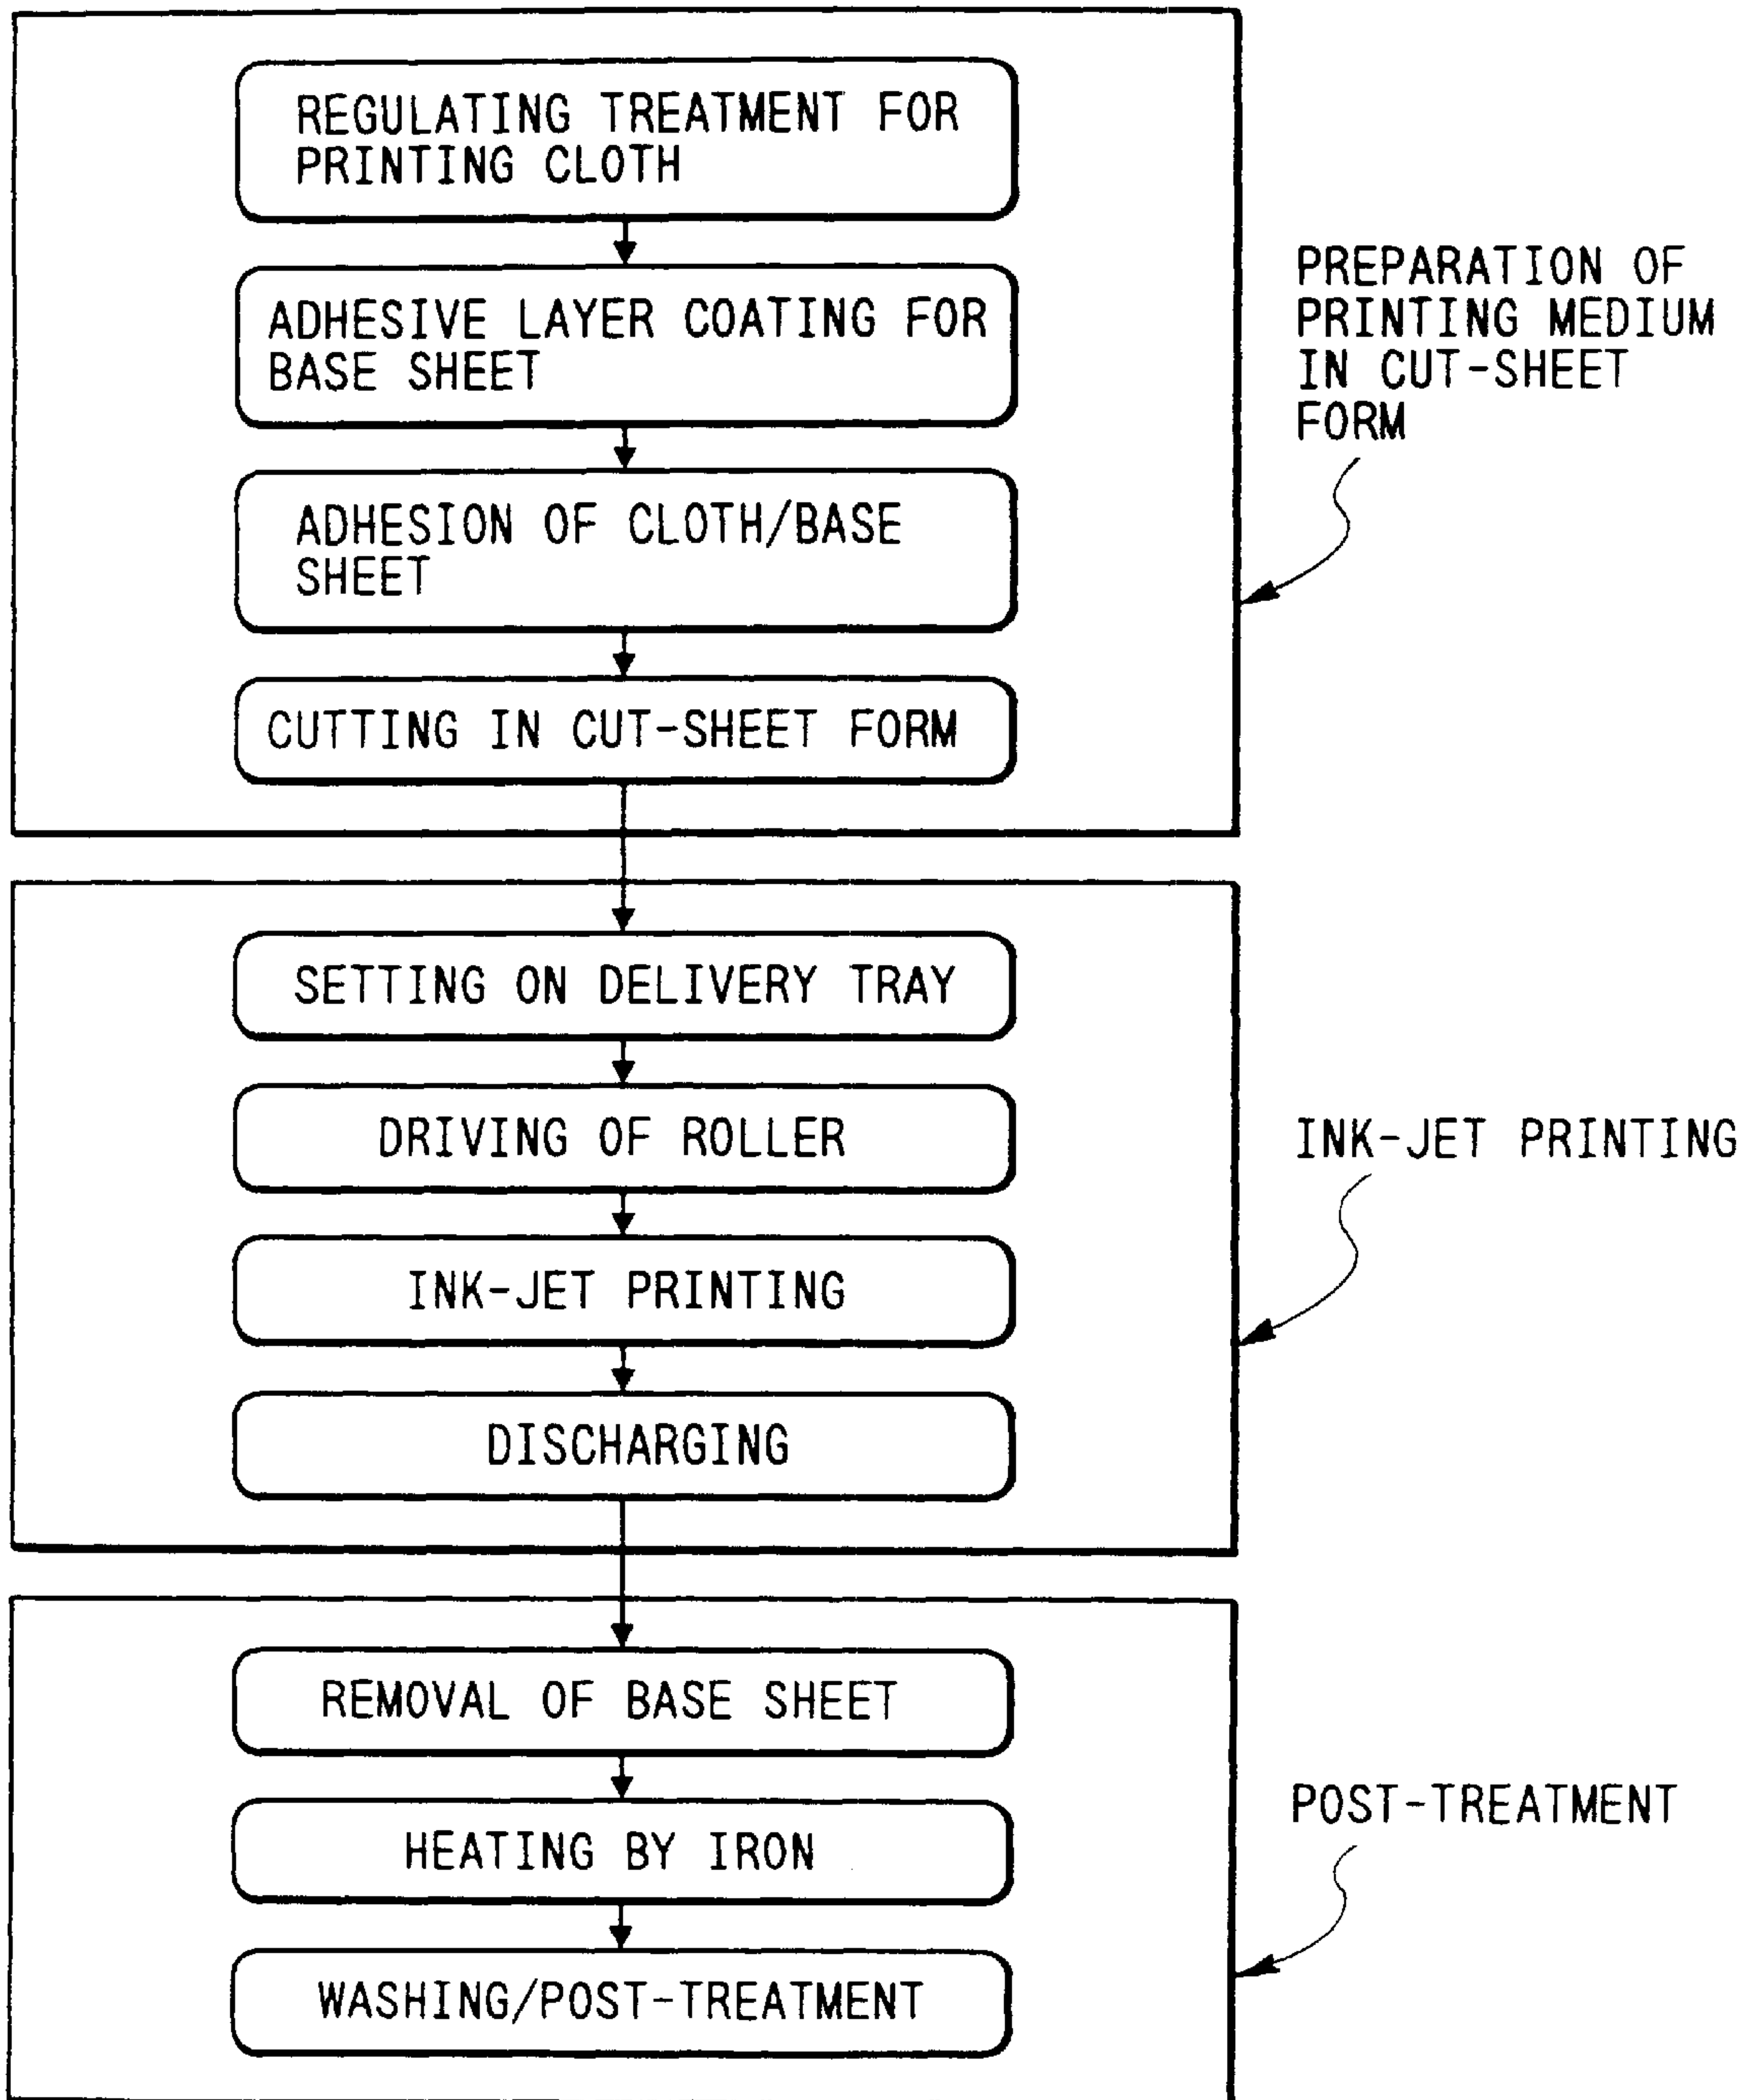 REGULATING TREATMENT FOR
PRINTING CLOTH
ADHESIVE LAYER COATING FOR
BASE SHEET
ADHESION OF CLOTH/BASE
SHEET
CUTTING IN CUT-SHEET FORM
PREPARATION OF
PRINTING MEDIUM
IN CUT-SHEET
FORM
SETTING ON DELIVERY TRAY
DRIVING OF ROLLER
INK-JET PRINTING
DISCHARGING
INK-JET PRINTING
REMOVAL OF BASE SHEET
HEATING BY IRON
WASHING/POST-TREATMENT
POST-TREATMENT